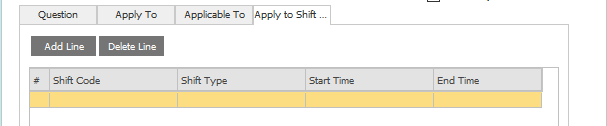 Question Apply To Applicable To Apply to Shift ...
Add Line Delete Line
# Shift Code Shift Type Start Time End Time